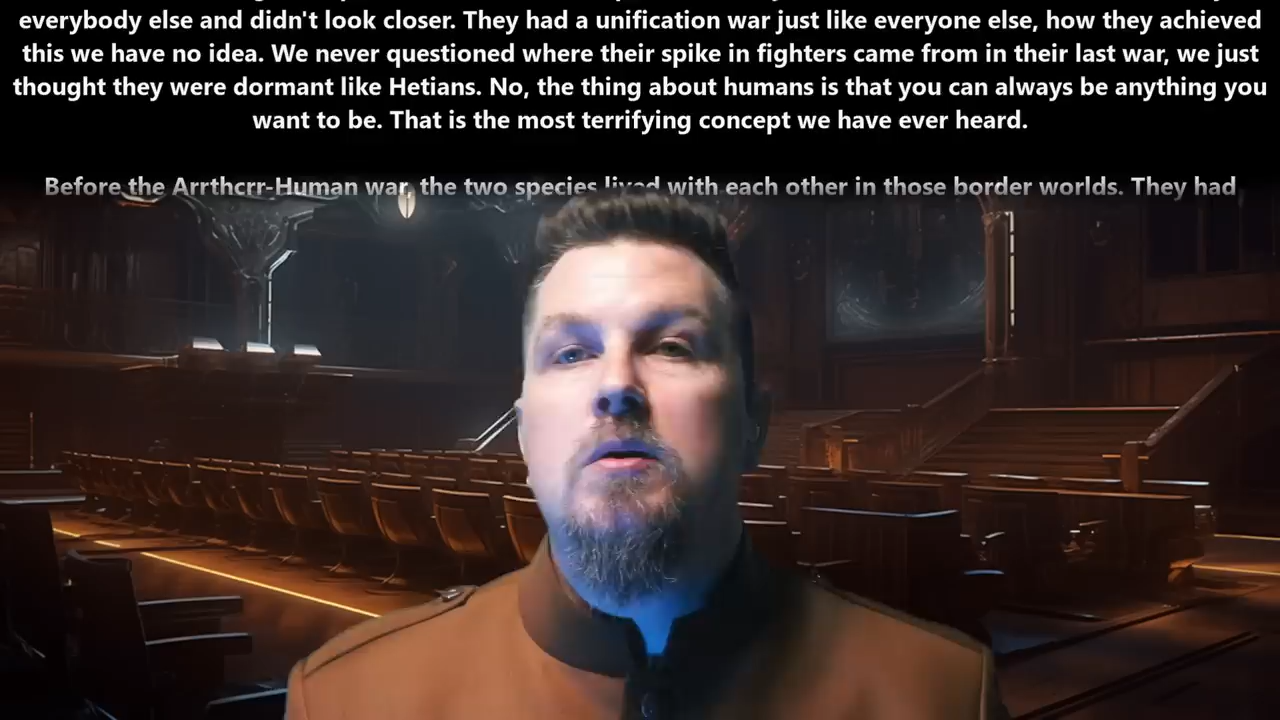 everybody else and didn't look closer. They had a unification war just like everyone else, how they achieved
this we have no idea. We never questioned where their spike in fighters came from in their last war, we just
thought they were dormant like Hetians. No, the thing about humans is that you can always be anything you
want to be. That is the most terrifying concept we have ever heard.
Before the Arrthcrr-Human war, the two species lived with each other in those border worlds. They had